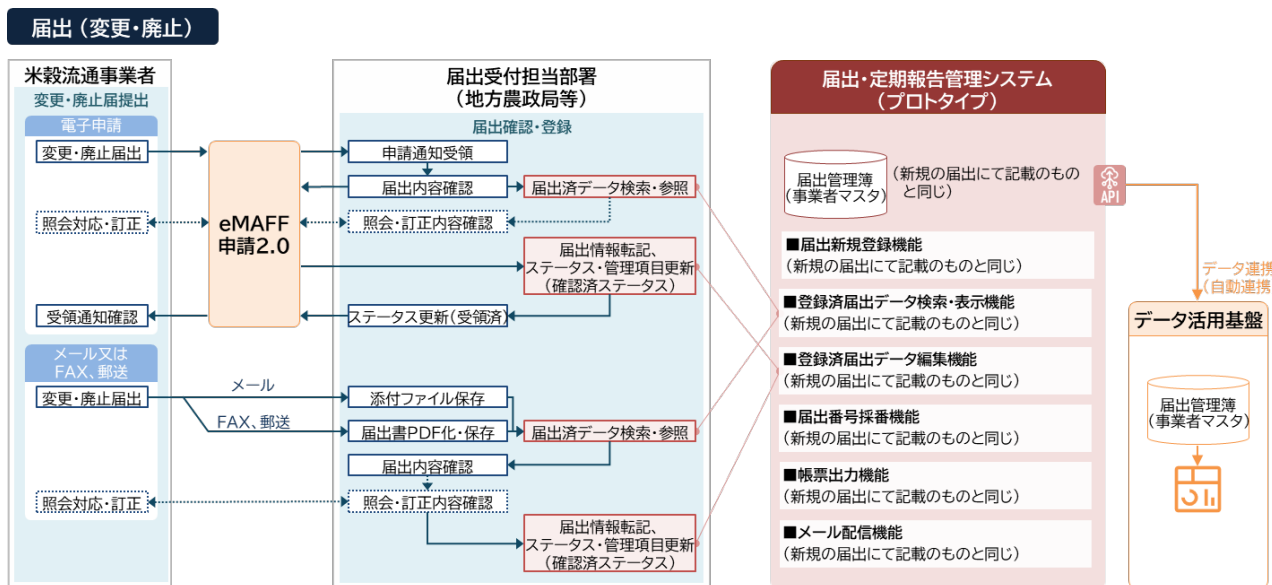 届出（変更・廃止）
米穀流通事業者
変更・廃止届提出
電子申請
変更・廃止届出
照会対応・訂正
受領通知確認
メール又は
FAX、郵送
変更・廃止届出
照会対応・訂正
eMAFF
申請2.0
メール
FAX、郵送
届出受付担当部署
（地方農政局等）
届出確認・登録
申請通知受領
届出内容確認
届出済データ検索・参照
照会・訂正内容確認
届出情報転記、
ステータス・管理項目更新
（確認済ステータス）
ステータス更新（受領済）
添付ファイル保存
届出書PDF化・保存
届出済データ検索・参照
届出内容確認
照会・訂正内容確認
届出情報転記、
ステータス・管理項目更新
（確認済ステータス）
届出・定期報告管理システム
（プロトタイプ）
届出管理簿
（事業者マスタ）
（新規の届出にて記載のもの
と同じ）
API
■届出新規登録機能
（新規の届出にて記載のものと同じ）
■登録済届出データ検索・表示機能
（新規の届出にて記載のものと同じ）
■登録済届出データ編集機能
（新規の届出にて記載のものと同じ）
■届出番号採番機能
（新規の届出にて記載のものと同じ）
■帳票出力機能
（新規の届出にて記載のものと同じ）
■メール配信機能
（新規の届出にて記載のものと同じ）
データ連携
（自動連携
データ活用基盤
届出管理簿
（事業者マスタ）